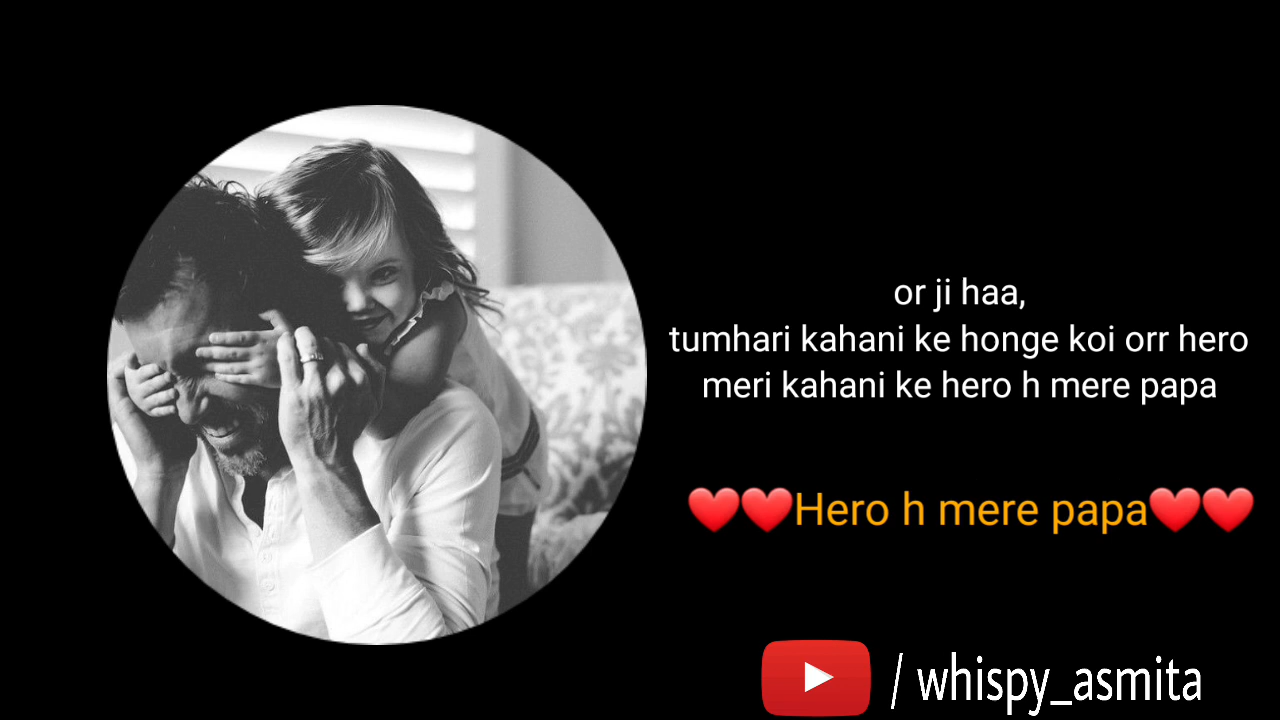 or ji haa,
tumhari kahani ke honge koi orr hero
meri kahani ke hero h mere papa
❤️❤️Hero h mere papa❤️❤️
/ whispy_asmita